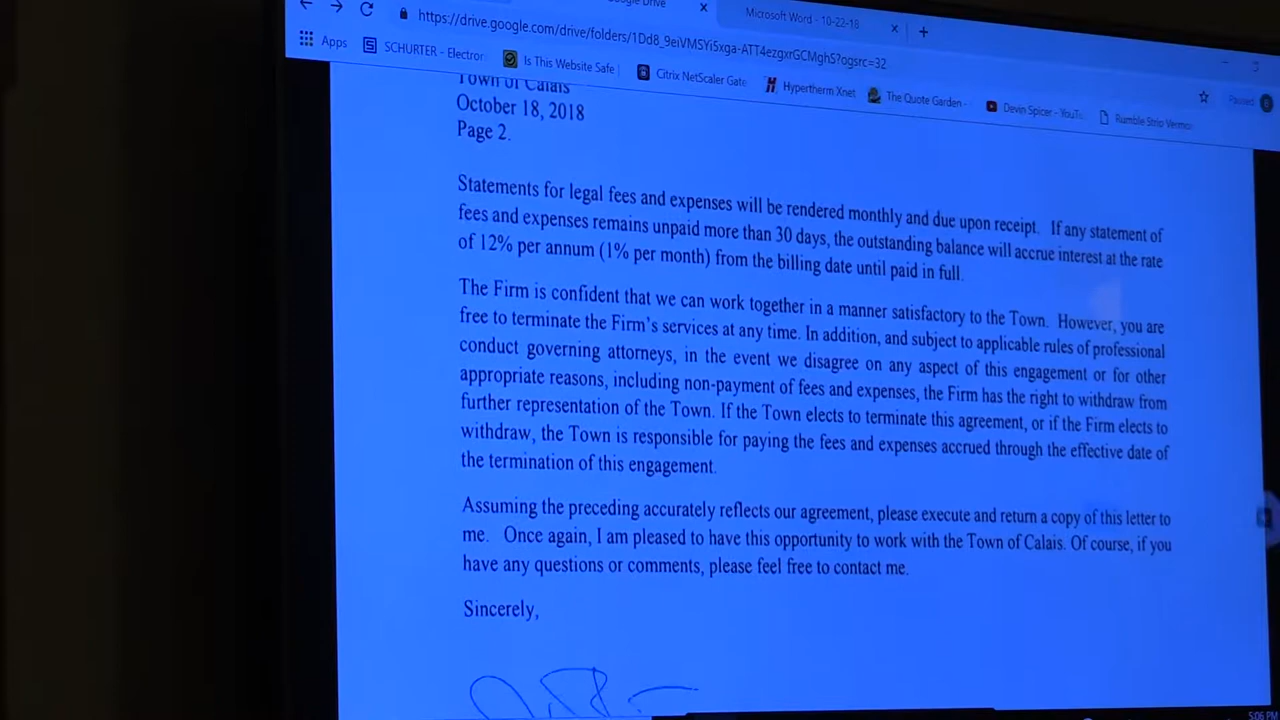 Google Drive
Microsoft Word - 10-22-18
https://drive.google.com/drive/folders/1Dd8_9eiVMSYi5xga-ATT4ezgxrGCMghS?ogsrc=32
Apps SCHURTER - Electror Is This Website Safe Citrix NetScaler Gate Hypertherm Xnet The Quote Garden - Devin Spicer - YouTu Rumble Strip Vermon
Paused
Town of Calais
October 18, 2018
Page 2.
Statements for legal fees and expenses will be rendered monthly and due upon receipt. If any statement of
fees and expenses remains unpaid more than 30 days, the outstanding balance will accrue interest at the rate
of 12% per annum (1% per month) from the billing date until paid in full.
The Firm is confident that we can work together in a manner satisfactory to the Town. However, you are
free to terminate the Firm's services at any time. In addition, and subject to applicable rules of professional
conduct governing attorneys, in the event we disagree on any aspect of this engagement or for other
appropriate reasons, including non-payment of fees and expenses, the Firm has the right to withdraw from
further representation of the Town. If the Town elects to terminate this agreement, or if the Firm elects to
withdraw, the Town is responsible for paying the fees and expenses accrued through the effective date of
the termination of this engagement.
Assuming the preceding accurately reflects our agreement, please execute and return a copy of this letter to
me. Once again, I am pleased to have this opportunity to work with the Town of Calais. Of course, if you
have any questions or comments, please feel free to contact me.
Sincerely,
5:06 PM